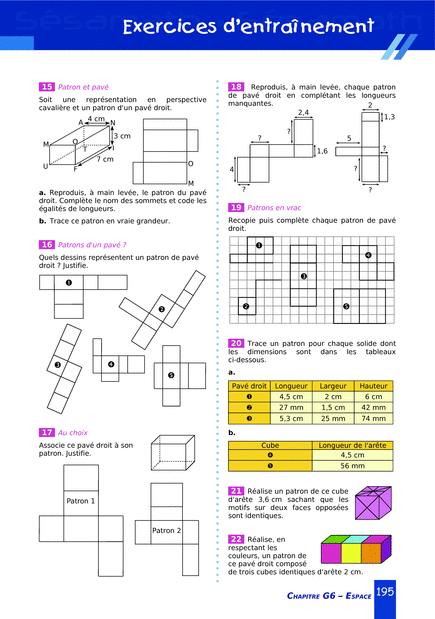 Exercices d'entraînement
15 Patron et pavé
Soit une représentation en perspective
cavalière et un patron d'un pavé droit.
A 4 cm N
3 cm
M O I
T
U F 7 cm
O
M
a. Reproduis, à main levée, le patron du pavé
droit. Complète le nom des sommets et code les
égalités de longueurs.
b. Trace ce patron en vraie grandeur.
16 Patrons d'un pavé ?
Quels dessins représentent un patron de pavé
droit ? Justifie.
❶
❷
❸
❹
❺
17 Au choix
Associe ce pavé droit à son
patron. Justifie.
Patron 1
Patron 2
18 Reproduis, à main levée, chaque patron
de pavé droit en complétant les longueurs
manquantes.
2,4
?
?
1,6
4
?
2
1,3
5
?
?
?
19 Patrons en vrac
Recopie puis complète chaque patron de pavé
droit.
❶
❹
❸
❷
❺
20 Trace un patron pour chaque solide dont
les dimensions sont dans les tableaux
ci-dessous.
a.
Pavé droit Longueur Largeur Hauteur
❶ 4,5 cm 2 cm 6 cm
❷ 27 mm 1,5 cm 42 mm
❸ 5,3 cm 25 mm 74 mm
b.
Cube Longueur de l'arête
❹ 4,5 cm
❺ 56 mm
21 Réalise un patron de ce cube
d'arête 3,6 cm sachant que les
motifs sur deux faces opposées
sont identiques.
22 Réalise, en
respectant les
couleurs, un patron de
ce pavé droit composé
de trois cubes identiques d'arête 2 cm.
CHAPITRE G6 – ESPACE 195